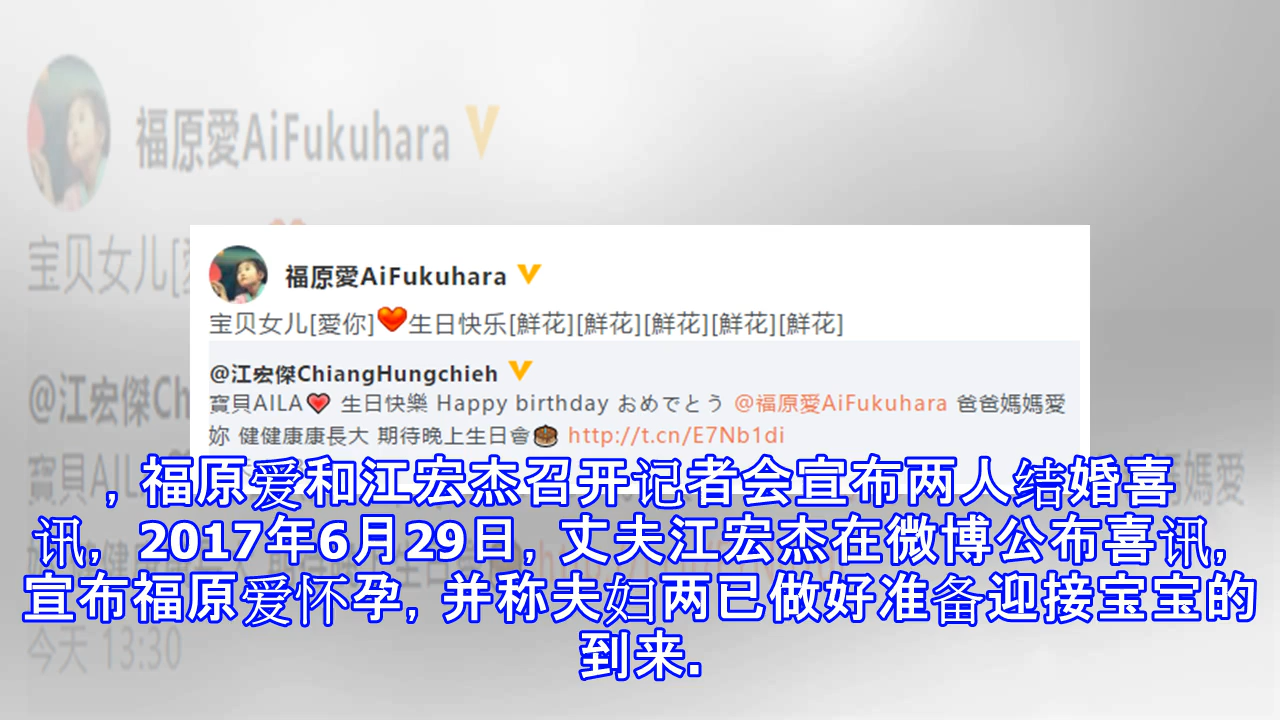 福原愛AiFukuhara
宝贝女儿[愛
@江宏傑Ch
寶貝AIL
媽媽愛
今天 13:30
福原愛AiFukuhara
宝贝女儿[愛你]❤生日快乐[鮮花][鮮花][鮮花][鮮花][鮮花]
@江宏傑ChiangHungchieh
寶貝AILA❤ 生日快樂 Happy birthday おめでとう @福原愛AiFukuhara 爸爸媽媽愛
妳 健健康康長大 期待晚上生日會🎂 http://t.cn/E7Nb1di
, 福原爱和江宏杰召开记者会宣布两人结婚喜
讯, 2017年6月29日, 丈夫江宏杰在微博公布喜讯,
宣布福原爱怀孕, 并称夫妇两已做好准备迎接宝宝的
到来.